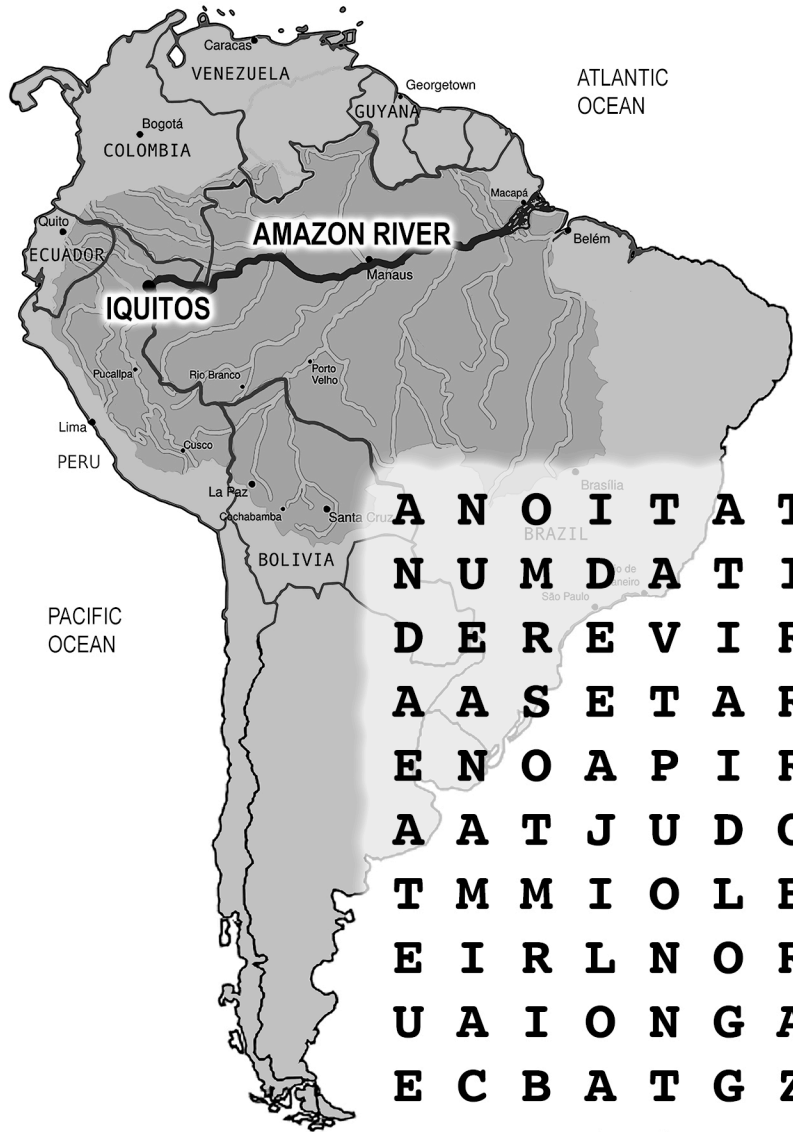 Caracas
VENEZUELA
Georgetown
GUYANA
ATLANTIC
OCEAN
Bogotá
COLOMBIA
Macapá
Quito
AMAZON RIVER
Belém
ECUADOR
Manaus
IQUITOS
Pucallpa
Rio Branco
Porto
Velho
Lima
Cusco
PERU
La Paz
Brasília
Cochabamba
Santa Cruz
BRAZIL
BOLIVIA
São Paulo
PACIFIC
OCEAN
A N O I T A T
N U M D A T I
D E R E V I R
A A S E T A R
E N O A P I R
A A T J U D
T M M I O L E
E I R L N O R
U A I O N G A
E C B A T G Z